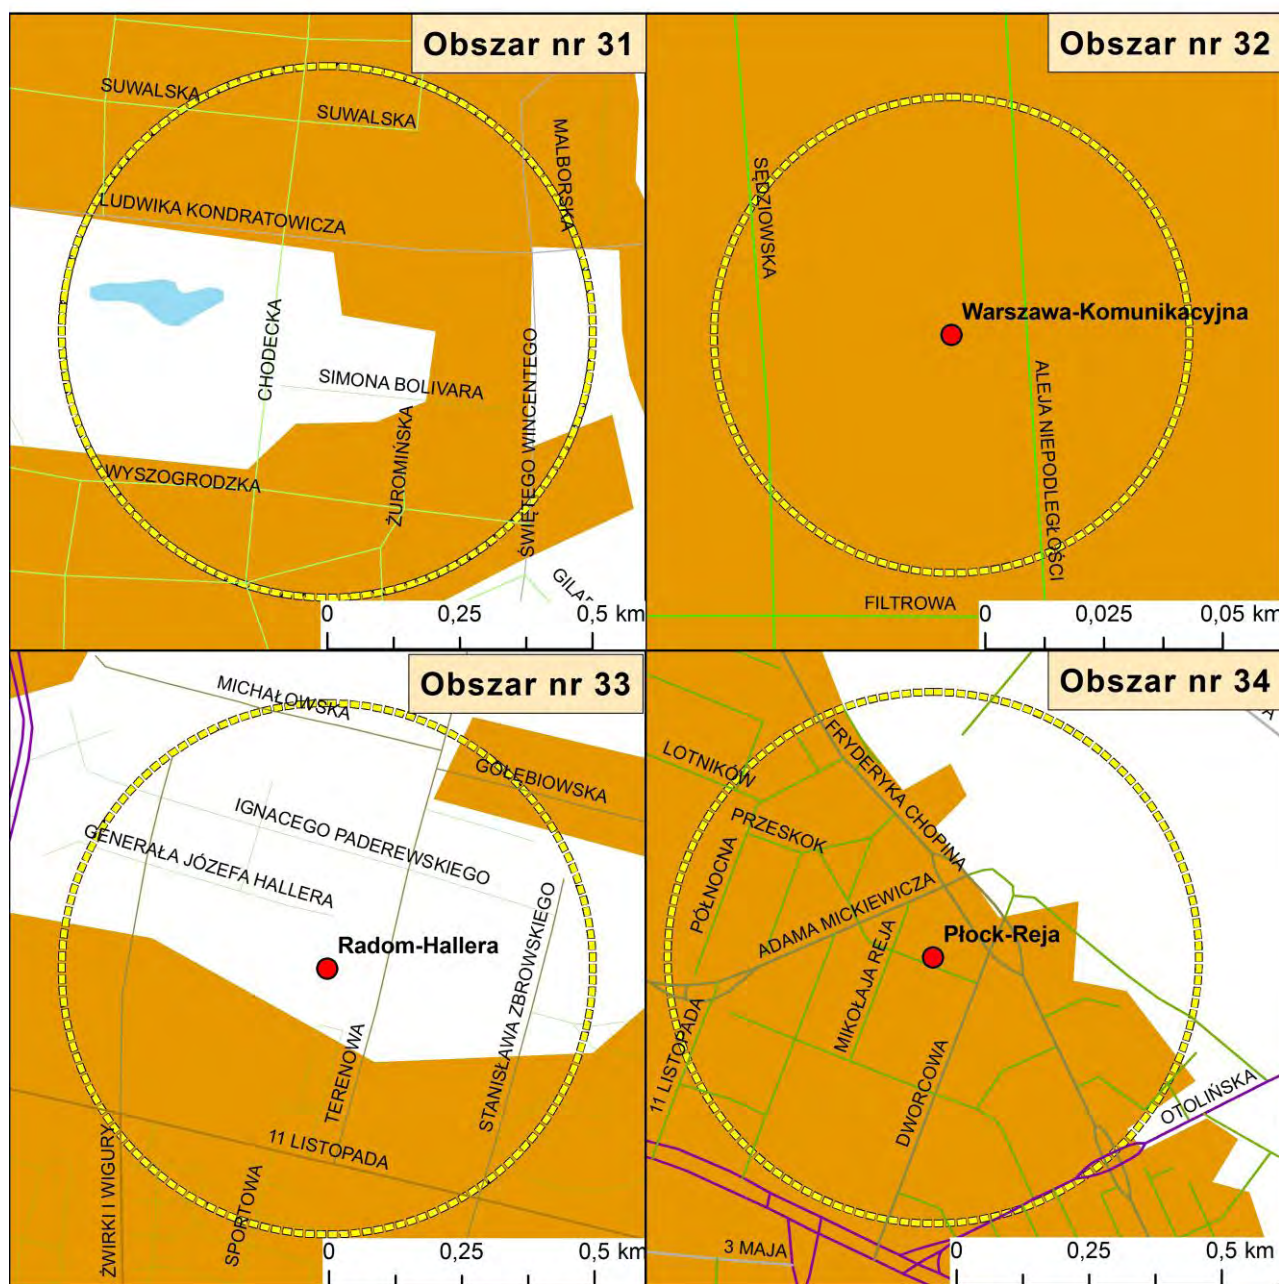 Obszar nr 31
SUWALSKA
SUWALSKA
MALBORSKA
LUDWIKA KONDRATOWICZA
CHODECKA
SIMONA BOLIVARA
ŚWIĘTEGO WINCENTEGO
ŻUROMIŃSKA
WYSZOGRODZKA
0 0,25 0,5 km
Obszar nr 32
SĘDZIOWSKA
Warszawa-Komunikacyjna
ALEJA NIEPODLEGŁOŚCI
FILTROWA
0 0,025 0,05 km
Obszar nr 33
MICHAŁOWSKA
GOŁĘBIOWSKA
IGNACEGO PADEREWSKIEGO
GENERAŁA JÓZEFA HALLERA
Radom-Hallera
STANISŁAWA ZBROWSKIEGO
TERENOWA
11 LISTOPADA
ŻWIRKI I WIGURY
SPORTOWA
0 0,25 0,5 km
Obszar nr 34
FRYDERYKA CHOPINA
LOTNIKÓW
PRZESKOK
PÓŁNOCNA
ADAMA MICKIEWICZA
Płock-Reja
MIKOŁAJA REJA
11 LISTOPADA
DWORCOWA
OTOLIŃSKA
3 MAJA
0 0,25 0,5 km